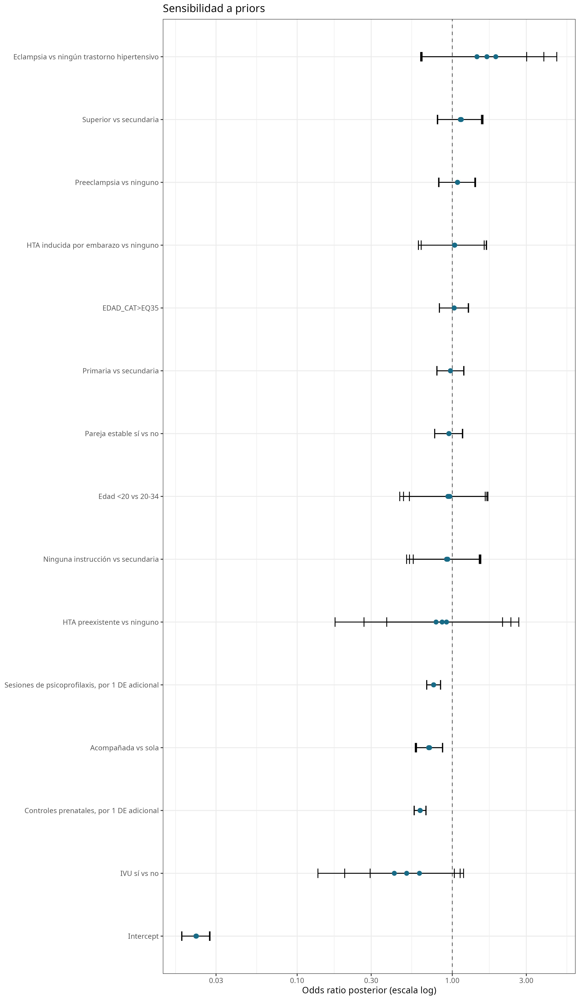 Sensibilidad a priors
Eclampsia vs ningún trastorno hipertensivo
Superior vs secundaria
Preeclampsia vs ninguno
HTA inducida por embarazo vs ninguno
EDAD_CAT>EQ35
Primaria vs secundaria
Pareja estable sí vs no
Edad <20 vs 20-34
Ninguna instrucción vs secundaria
HTA preexistente vs ninguno
Sesiones de psicoprofilaxis, por 1 DE adicional
Acompañada vs sola
Controles prenatales, por 1 DE adicional
IVU sí vs no
Intercept
0.03 0.10 0.30 1.00 3.00
Odds ratio posterior (escala log)